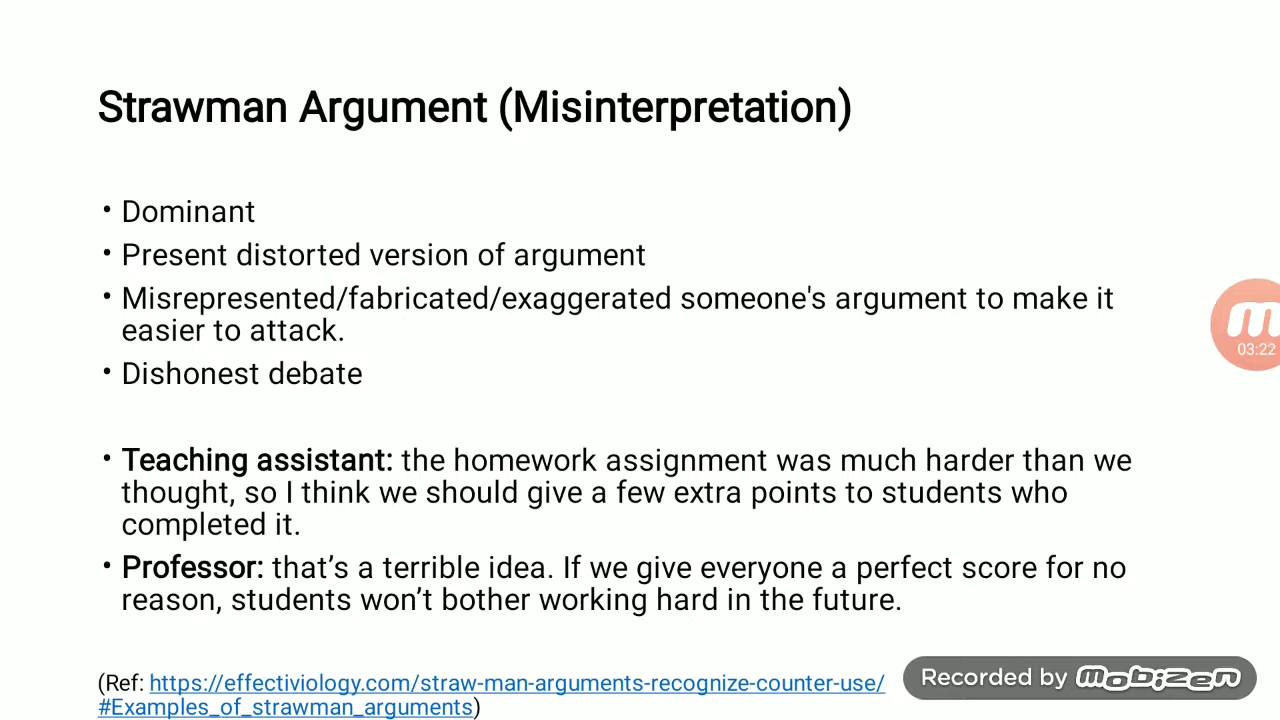 Strawman Argument (Misinterpretation)
• Dominant
• Present distorted version of argument
• Misrepresented/fabricated/exaggerated someone's argument to make it
easier to attack.
• Dishonest debate
• Teaching assistant: the homework assignment was much harder than we
thought, so I think we should give a few extra points to students who
completed it.
• Professor: that’s a terrible idea. If we give everyone a perfect score for no
reason, students won’t bother working hard in the future.
(Ref: https://effectiviology.com/straw-man-arguments-recognize-counter-use/
#Examples_of_strawman_arguments)
m
03:22
Recorded by mobizen